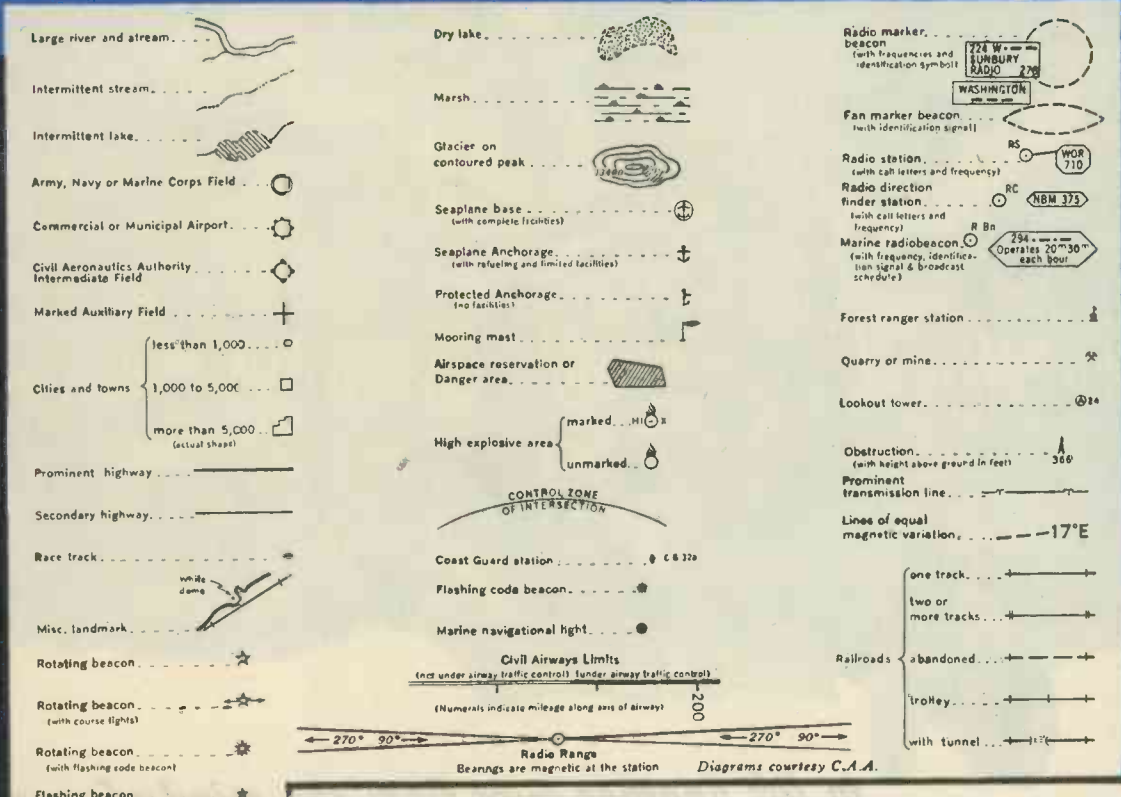 Large river and stream
Intermittent stream
Intermittent lake
Army, Navy or Marine Corps Field
Commercial or Municipal Airport
Civil Aeronautics Authority
Intermediate Field
Marked Auxiliary Field
Cities and towns
less than 1,000
1,000 to 5,000
more than 5,000
(actual shape)
Prominent highway
Secondary highway
Race track
white
dome
Misc. landmark
Rotating beacon
Rotating beacon
(with course lights)
Rotating beacon
(with flashing code beacon)
Flashing beacon
Dry lake
Marsh
Glacier on
contoured peak
13400
Seaplane base
(with complete facilities)
Seaplane Anchorage
(with refueling and limited facilities)
Protected Anchorage
(no facilities)
Mooring mast
Airspace reservation or
Danger area
High explosive area
marked
HI X
unmarked
CONTROL ZONE
OF INTERSECTION
Coast Guard station
C G 32a
Flashing code beacon
Marine navigational light
Civil Airways Limits
(not under airway traffic control) (under airway traffic control)
(Numerals indicate mileage along axis of airway)
200
270° 90°
270° 90°
Radio Range
Bearings are magnetic at the station
Diagrams courtesy C.A.A.
Radio marker
beacon
(with frequencies and
identification symbol)
224 W
SUNBURY
RADIO 278
WASHINGTON
Fan marker beacon
(with identification signal)
Radio station
(with call letters and frequency)
RS
WOR
710
Radio direction
finder station
(with call letters and
frequency)
RC
NBM 375
Marine radiobeacon
(with frequency, identifica-
tion signal & broadcast
schedule)
R Bn
294
Operates 20ᵐ30ᵐ
each hour
Forest ranger station
Quarry or mine
Lookout tower
24
Obstruction
(with height above ground in feet)
366
Prominent
transmission line
T T
Lines of equal
magnetic variation
17°E
Railroads
one track
two or
more tracks
abandoned
trolley
with tunnel